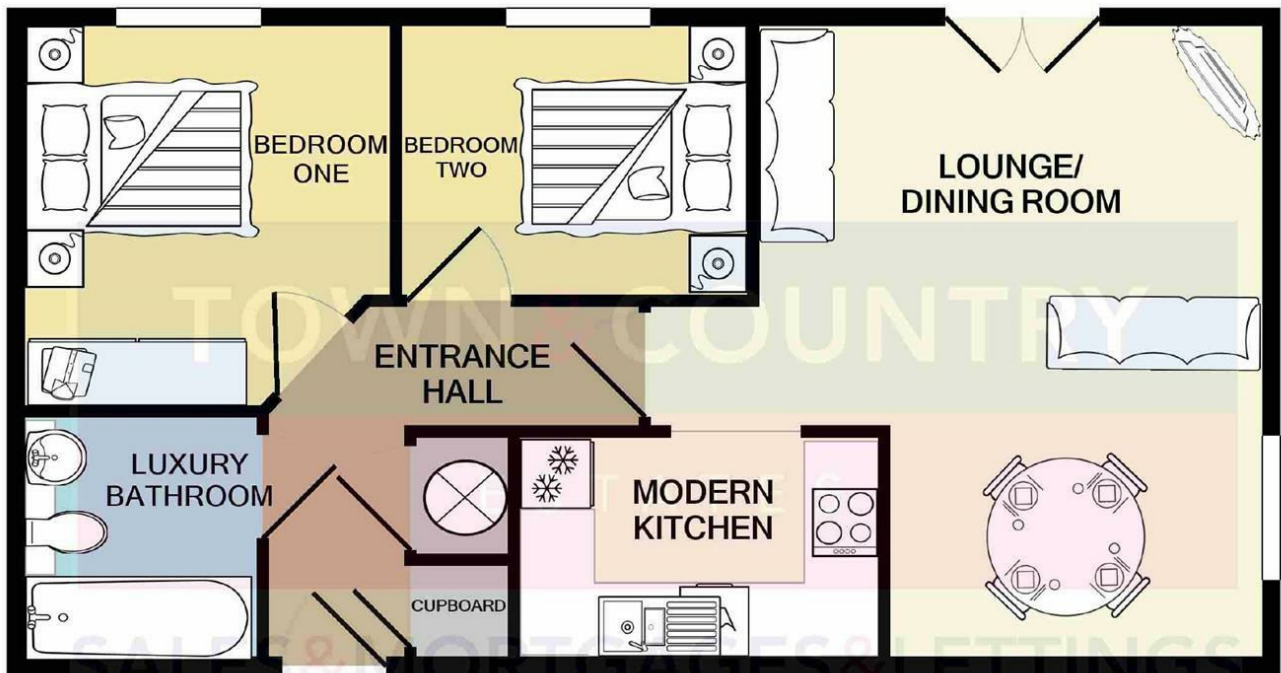 BEDROOM
ONE
BEDROOM
TWO
LOUNGE/
DINING ROOM
TOWN & COUNTRY
ENTRANCE
HALL
LUXURY
BATHROOM
MODERN
KITCHEN
ESTATES
CUPBOARD
SALES & MORTGAGES & LETTINGS